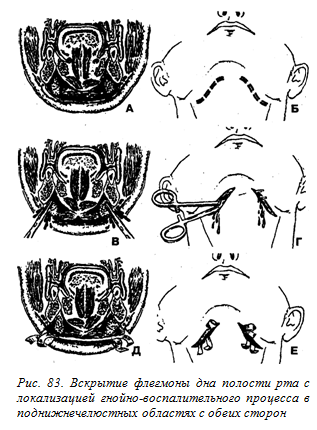 А Б
В Г
Д Е
Рис. 83. Вскрытие флегмоны дна полости рта с
локализацией гнойно-воспалительного процесса в
поднижнечелюстных областях с обеих сторон